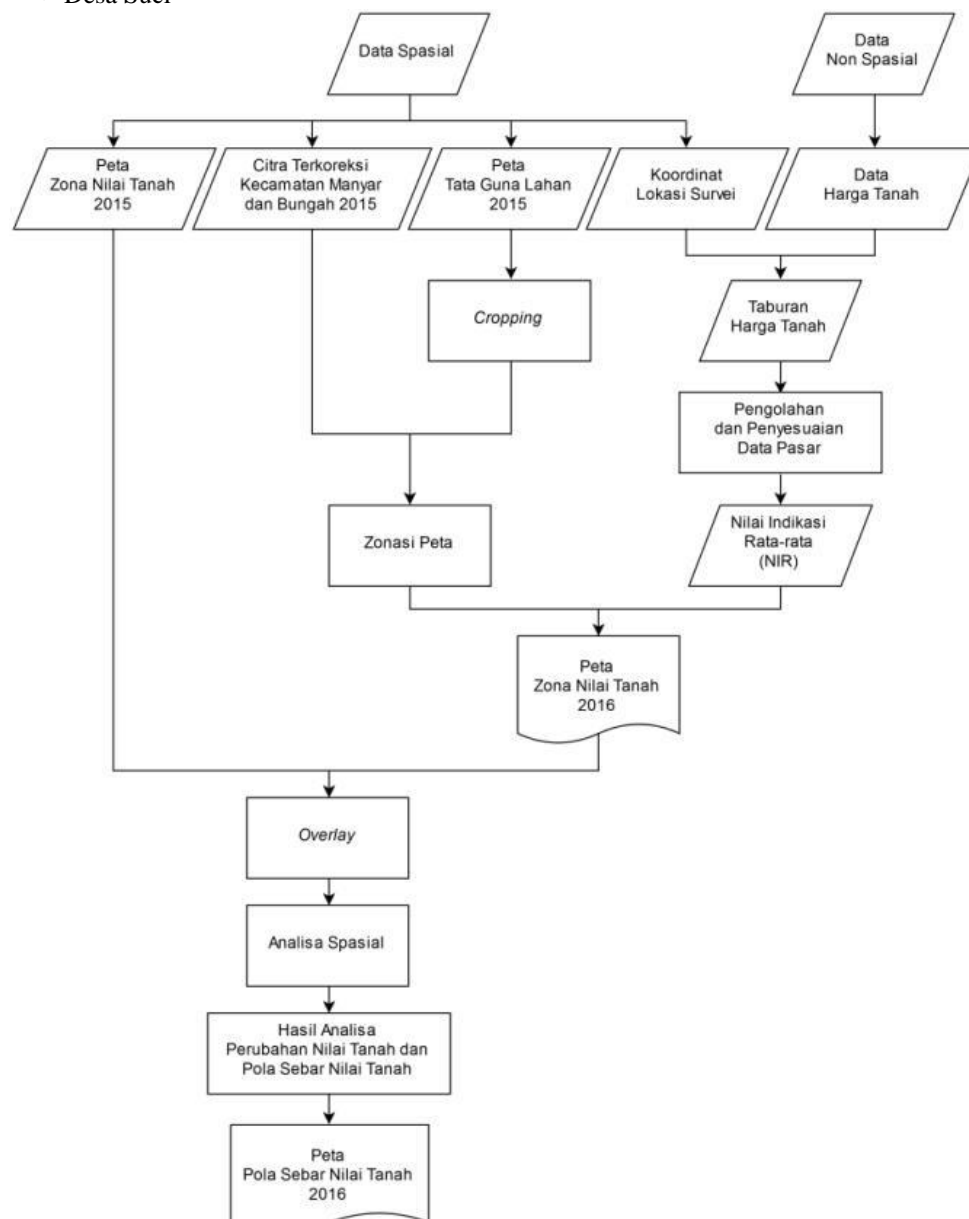 Desa Suci
Data Spasial
Data
Non Spasial
Peta
Zona Nilai Tanah
2015
Citra Terkoreksi
Kecamatan Manyar
dan Bungah 2015
Peta
Tata Guna Lahan
2015
Koordinat
Lokasi Survei
Data
Harga Tanah
Cropping
Taburan
Harga Tanah
Pengolahan
dan Penyesuaian
Data Pasar
Zonasi Peta
Nilai Indikasi
Rata-rata
(NIR)
Peta
Zona Nilai Tanah
2016
Overlay
Analisa Spasial
Hasil Analisa
Perubahan Nilai Tanah dan
Pola Sebar Nilai Tanah
Peta
Pola Sebar Nilai Tanah
2016